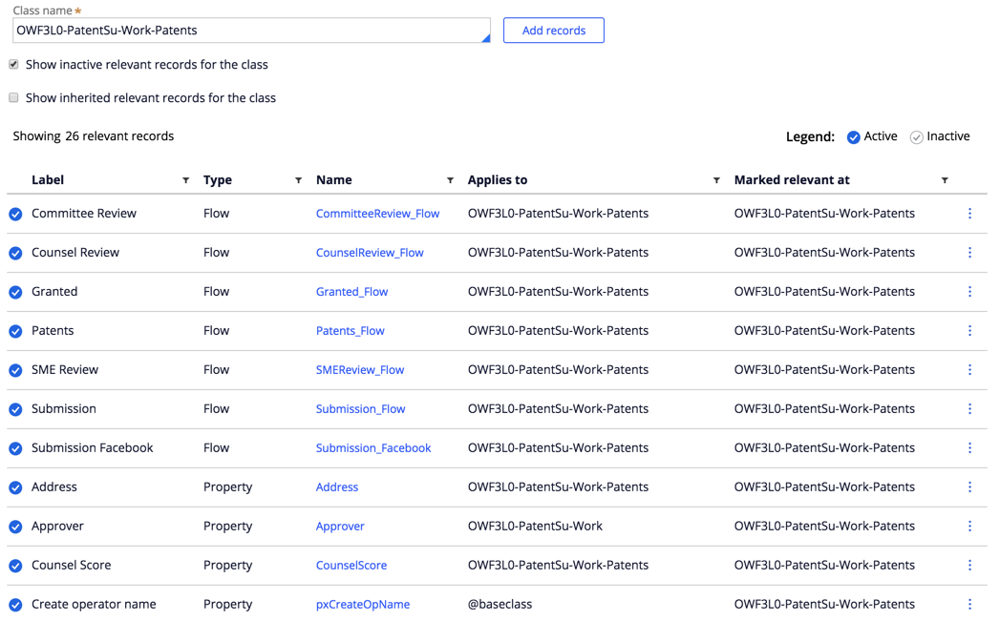 Class name*
OWF3L0-PatentSu-Work-Patents
Add records
Show inactive relevant records for the class
Show inherited relevant records for the class
Showing 26 relevant records
Legend: Active Inactive
Label Type Name Applies to Marked relevant at
Committee Review Flow CommitteeReview_Flow OWF3L0-PatentSu-Work-Patents OWF3L0-PatentSu-Work-Patents
Counsel Review Flow CounselReview_Flow OWF3L0-PatentSu-Work-Patents OWF3L0-PatentSu-Work-Patents
Granted Flow Granted_Flow OWF3L0-PatentSu-Work-Patents OWF3L0-PatentSu-Work-Patents
Patents Flow Patents_Flow OWF3L0-PatentSu-Work-Patents OWF3L0-PatentSu-Work-Patents
SME Review Flow SMEReview_Flow OWF3L0-PatentSu-Work-Patents OWF3L0-PatentSu-Work-Patents
Submission Flow Submission_Flow OWF3L0-PatentSu-Work-Patents OWF3L0-PatentSu-Work-Patents
Submission Facebook Flow Submission_Facebook OWF3L0-PatentSu-Work-Patents OWF3L0-PatentSu-Work-Patents
Address Property Address OWF3L0-PatentSu-Work-Patents OWF3L0-PatentSu-Work-Patents
Approver Property Approver OWF3L0-PatentSu-Work OWF3L0-PatentSu-Work-Patents
Counsel Score Property CounselScore OWF3L0-PatentSu-Work-Patents OWF3L0-PatentSu-Work-Patents
Create operator name Property pxCreateOpName @baseclass OWF3L0-PatentSu-Work-Patents